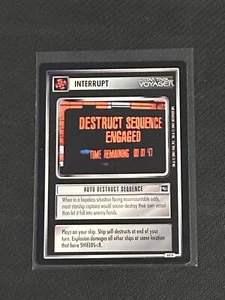 INTERRUPT
STAR TREK
VOYAGER
DESTRUCT SEQUENCE
ENGAGED
TIME REMAINING 00 01 47
AUTO DESTRUCT SEQUENCE
When in a hopeless situation facing insurmountable odds,
most starship captains would sooner destroy their own vessel
than let it fall into enemy hands.
Plays on your ship. Ship self-destructs at end of your
turn. Explosion damages all other ships at same
location that have SHIELDS<8.